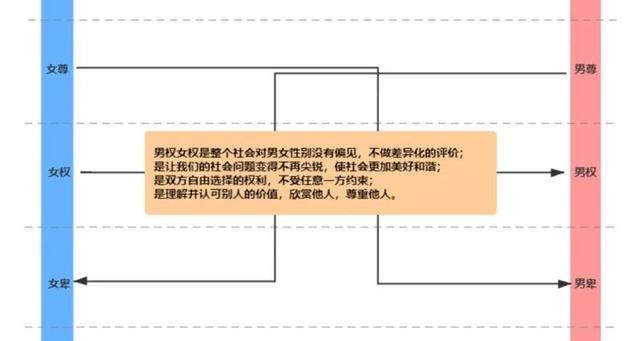 女尊
男尊
男权女权是整个社会对男女性别没有偏见，不做差异化的评价；
是让我们的社会问题变得不再尖锐，使社会更加美好和谐；
是双方自由选择的权利，不受任意一方约束；
是理解并认可别人的价值，欣赏他人，尊重他人。
女权
男权
女卑
男卑